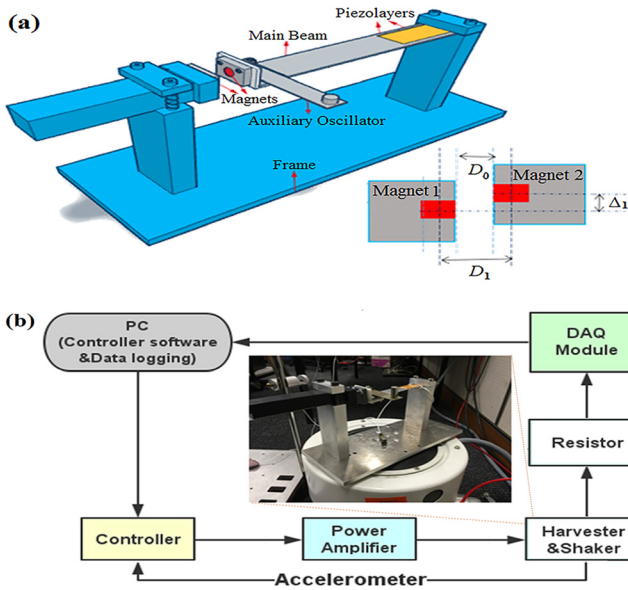 (a)
Piezolayers
Main Beam
Magnets
Auxiliary Oscillator
Frame
D₀
Magnet 1
Magnet 2
Δ₁
D₁
(b)
PC
(Controller software
&Data logging)
DAQ
Module
Resistor
Controller
Power
Amplifier
Harvester
&Shaker
Accelerometer